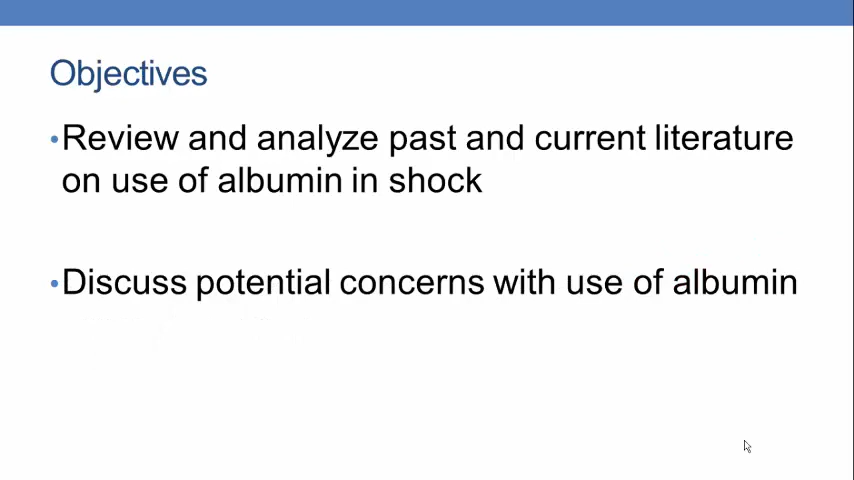 Objectives
•Review and analyze past and current literature
on use of albumin in shock
•Discuss potential concerns with use of albumin